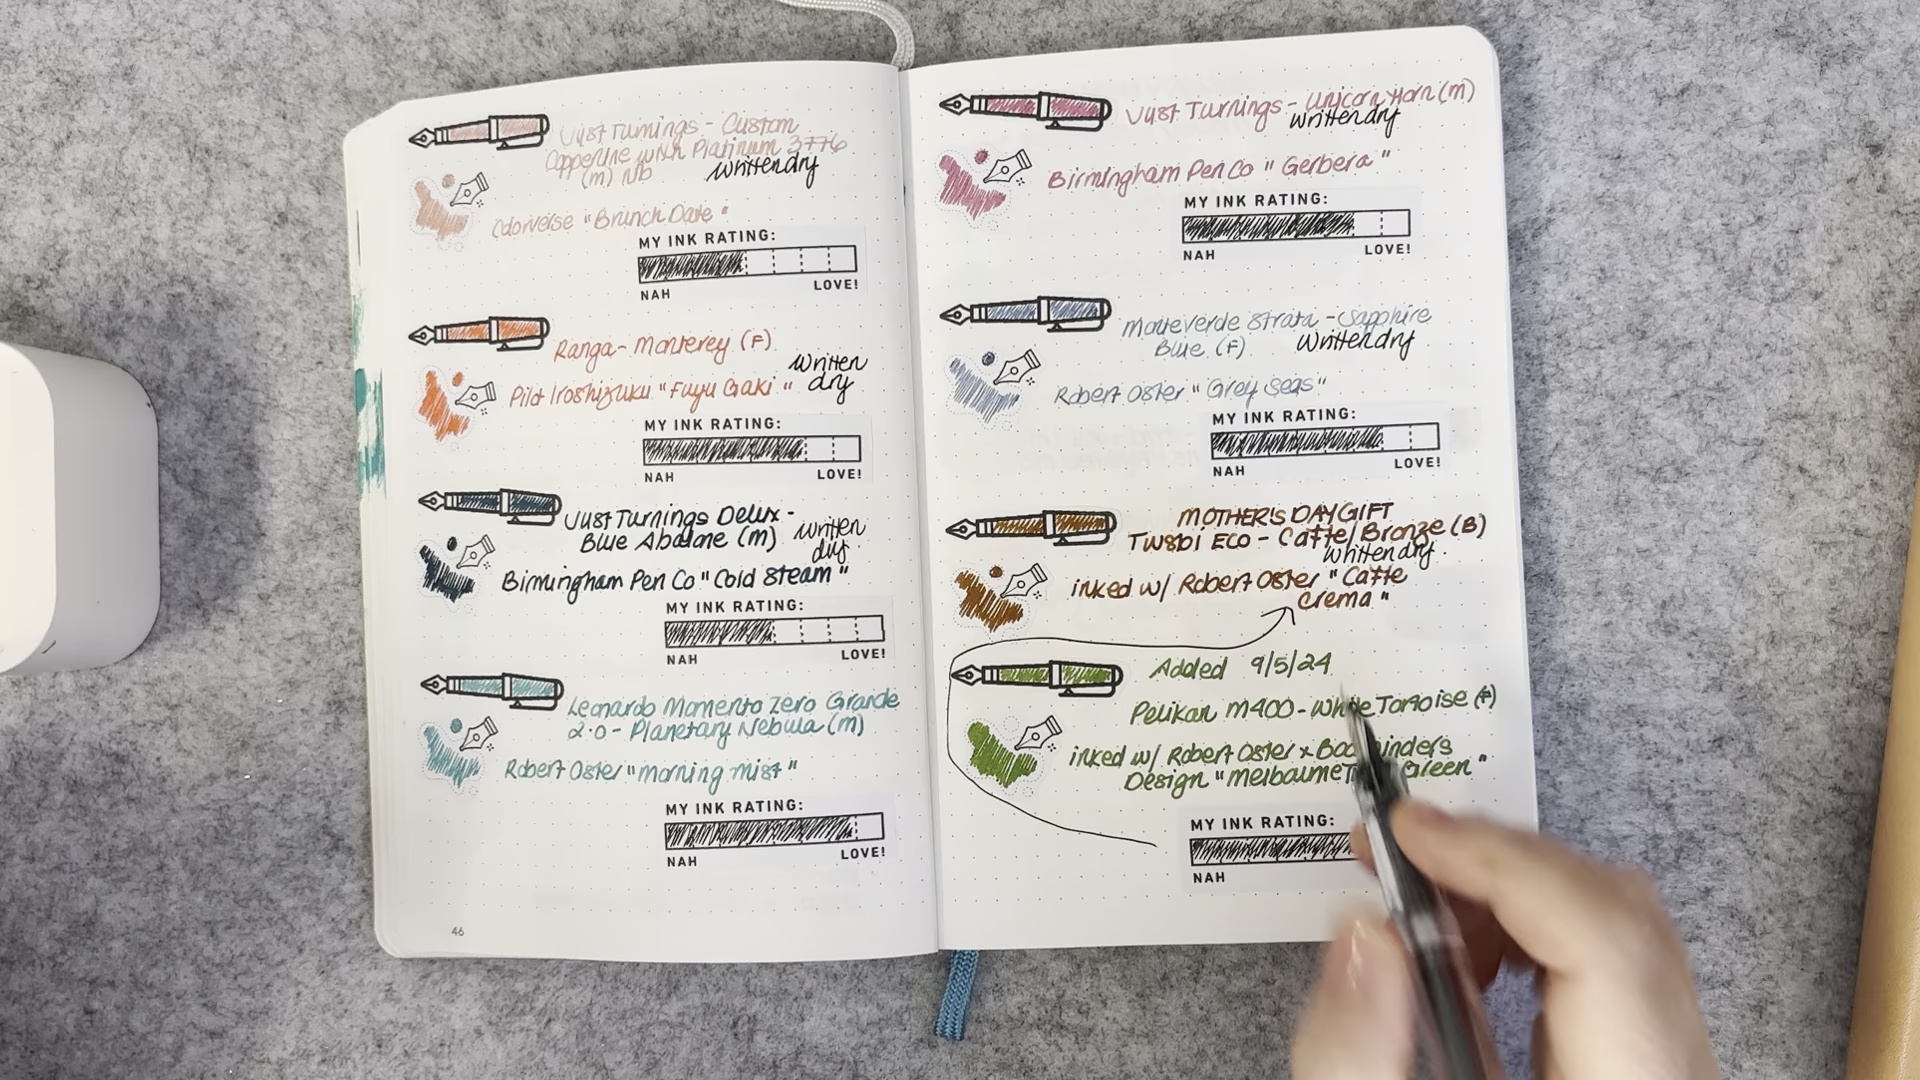 Just Turnings - Custom
Copperline with Platinum 3776
(m) nib
written dry
Colorverse "Brunch Date"
MY INK RATING:
NAH LOVE!
Ranga - Monterey (F)
written
dry
Pilot Iroshizuku "Fuyu Gaki"
MY INK RATING:
NAH LOVE!
Just Turnings Delux -
Blue Abalone (m)
written
dry
Birmingham Pen Co "Cold Steam"
MY INK RATING:
NAH LOVE!
Leonardo Momento Zero Grande
2.0 - Planetary Nebula (m)
Robert Oster "Morning Mist"
MY INK RATING:
NAH LOVE!
46
Just Turnings - Unicorn Horn (m)
written dry
Birmingham Pen Co "Gerbera"
MY INK RATING:
NAH LOVE!
Monteverde Strata - Sapphire
Blue (F)
written dry
Robert Oster "Grey Seas"
MY INK RATING:
NAH LOVE!
MOTHER'S DAY GIFT
Twsbi ECO - Caffe/Bronze (B)
written dry
inked w/ Robert Oster "Caffe
Crema"
Added 9/5/24
Pelikan M400 - White Tortoise (F)
inked w/ Robert Oster x Bookbinders
Design "Melbourne Green"
MY INK RATING:
NAH